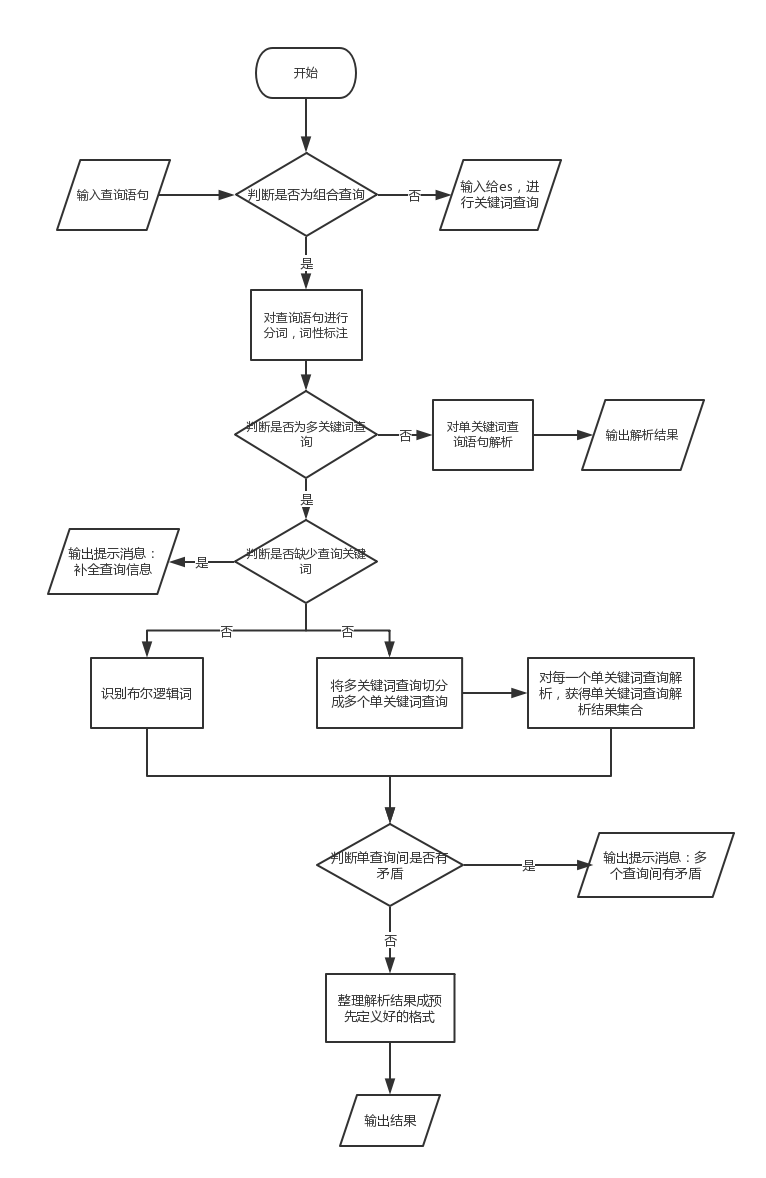 开始
输入查询语句
判断是否为组合查询
否
输入给es，进
行关键词查询
是
对查询语句进行
分词，词性标注
判断是否为多关键词查
询
否
对单关键词查
询语句解析
输出解析结果
是
输出提示消息：
补全查询信息
是
判断是否缺少查询关键
词
否
否
识别布尔逻辑词
将多关键词查询切分
成多个单关键词查询
对每一个单关键词查询解
析，获得单关键词查询解
析结果集合
判断单查询间是否有
矛盾
是
输出提示消息：多
个查询间有矛盾
否
整理解析结果成预
先定义好的格式
输出结果